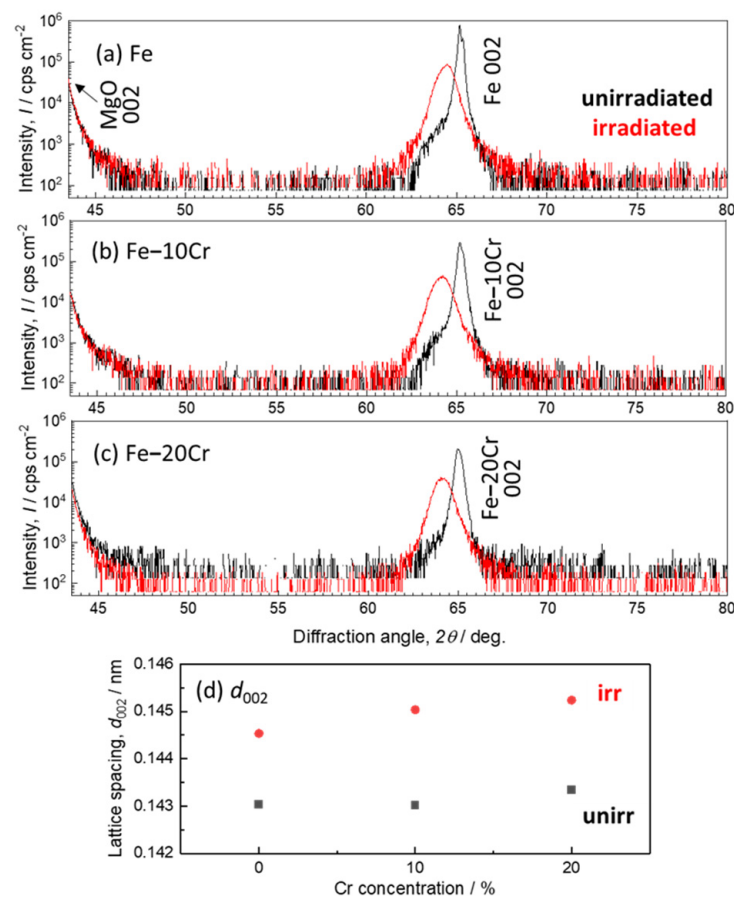 (a) Fe
MgO
002
Fe 002
unirradiated
irradiated
Intensity, I / cps cm⁻²
10⁶
10⁵
10⁴
10³
10²
45 50 55 60 65 70 75 80
(b) Fe–10Cr
Fe–10Cr
002
Intensity, I / cps cm⁻²
10⁶
10⁵
10⁴
10³
10²
45 50 55 60 65 70 75 80
(c) Fe–20Cr
Fe–20Cr
002
Intensity, I / cps cm⁻²
10⁶
10⁵
10⁴
10³
10²
45 50 55 60 65 70 75 80
Diffraction angle, 2θ / deg.
(d) d₀₀₂
irr
unirr
Lattice spacing, d₀₀₂ / nm
0.146
0.145
0.144
0.143
0.142
0 10 20
Cr concentration / %